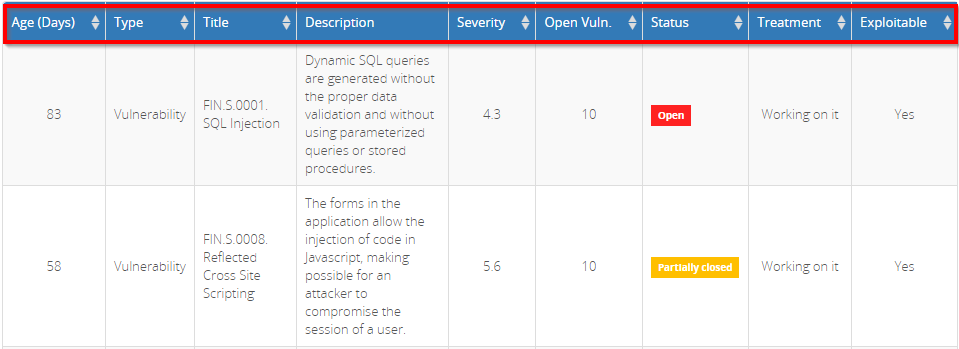 Age (Days) Type Title Description Severity Open Vuln. Status Treatment Exploitable
Dynamic SQL queries
are generated without
the proper data
validation and without
using parameterized
queries or stored
procedures.
83 Vulnerability FIN.S.0001.
SQL Injection
4.3 10 Open Working on it Yes
The forms in the
application allow the
injection of code in
Javascript, making
possible for an
attacker to
compromise the
session of a user.
58 Vulnerability FIN.S.0008.
Reflected
Cross Site
Scripting
5.6 10 Partially closed Working on it Yes